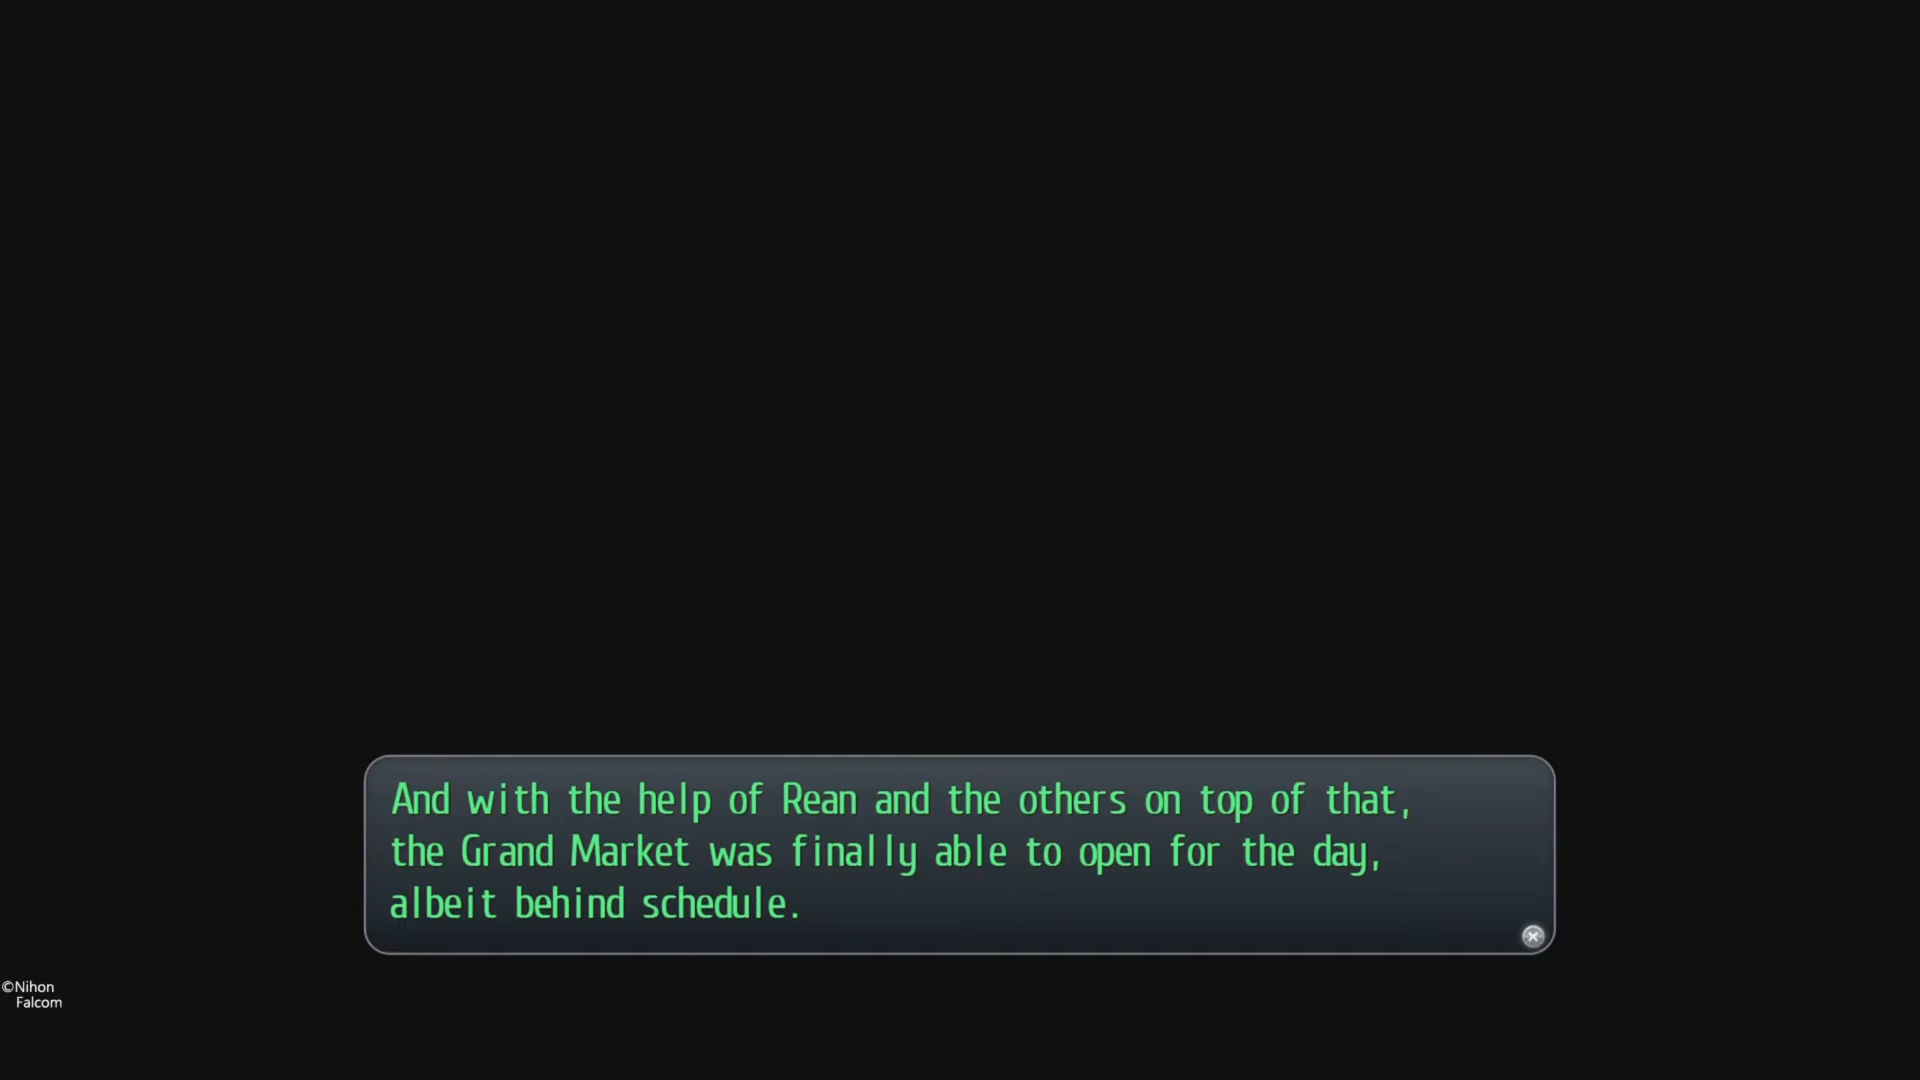 And with the help of Rean and the others on top of that,
the Grand Market was finally able to open for the day,
albeit behind schedule.
©Nihon
Falcom